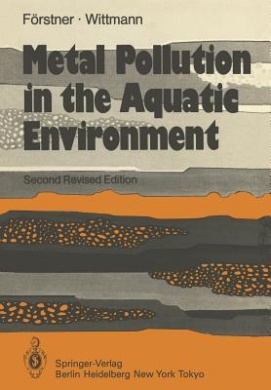 Förstner · Wittmann
Metal Pollution
in the Aquatic
Environment
Second Revised Edition
Springer-Verlag
Berlin Heidelberg New York Tokyo